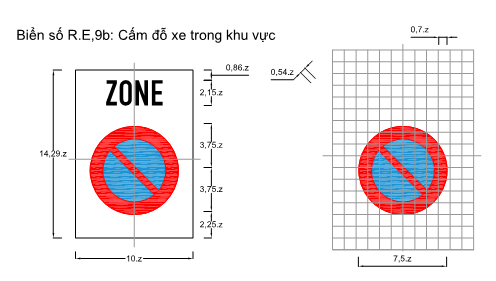 Biển số R.E,9b: Cấm đỗ xe trong khu vực
0,7.z
0,86.z
0,54.z
ZONE
2,15.z
14,29.z
3,75.z
3,75.z
2,25.z
10.z
7,5.z